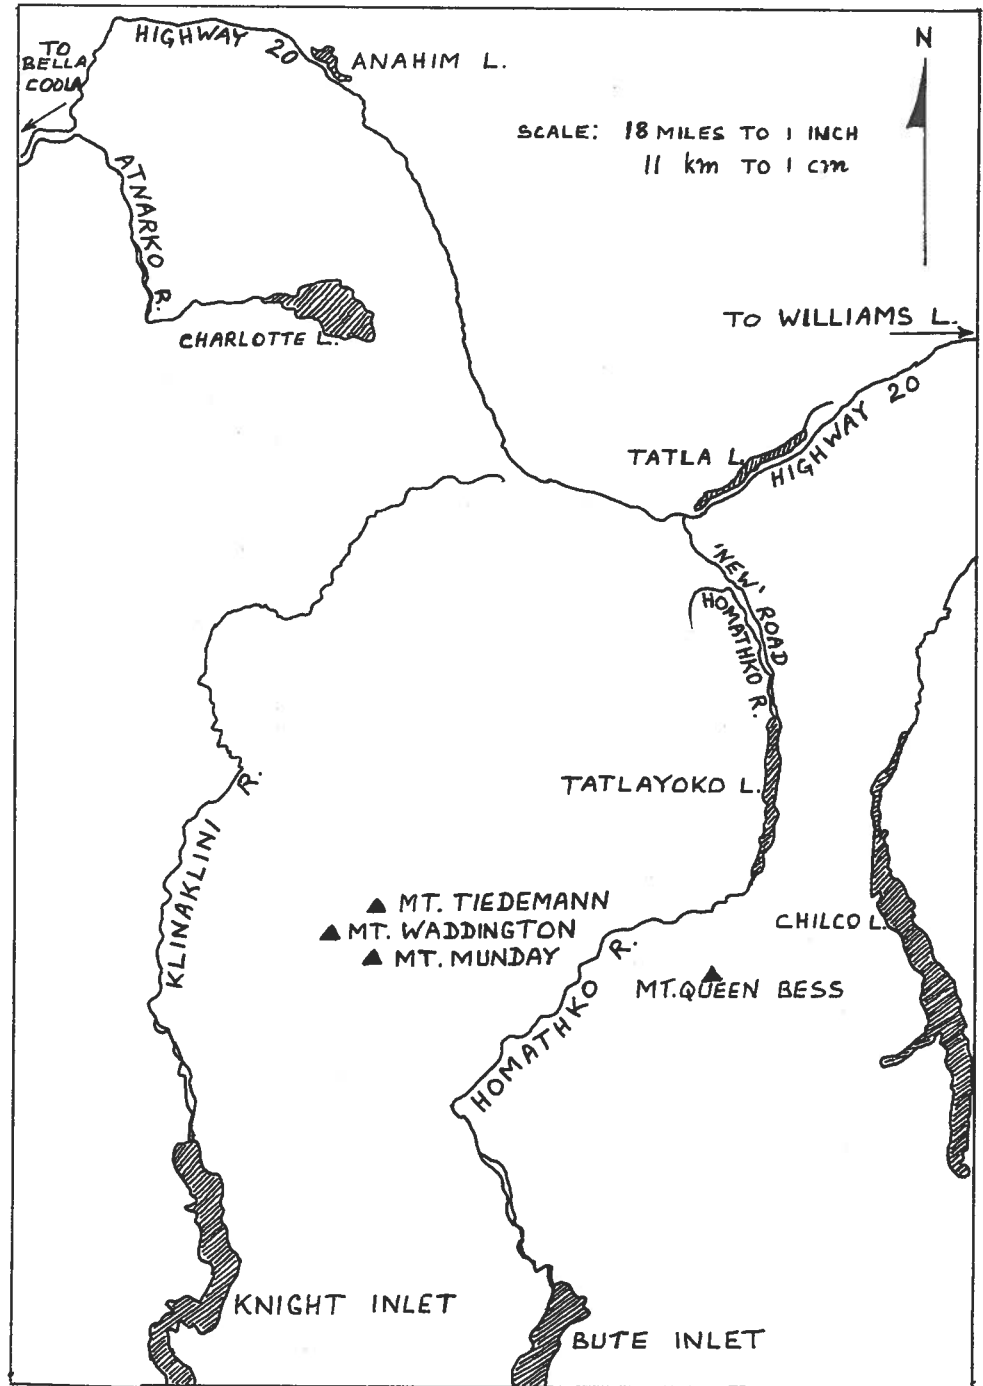 HIGHWAY 20
TO
BELLA
COOLA
ANAHIM L.
N
SCALE: 18 MILES TO 1 INCH
11 km TO 1 cm
ATNARKO R.
CHARLOTTE L.
TO WILLIAMS L.
HIGHWAY 20
TATLA L.
'NEW' ROAD
HOMATHKO R.
TATLAYOKO L.
KLINAKLINI R.
MT. TIEDEMANN
MT. WADDINGTON
MT. MUNDAY
CHILCO L.
HOMATHKO R.
MT. QUEEN BESS
KNIGHT INLET
BUTE INLET